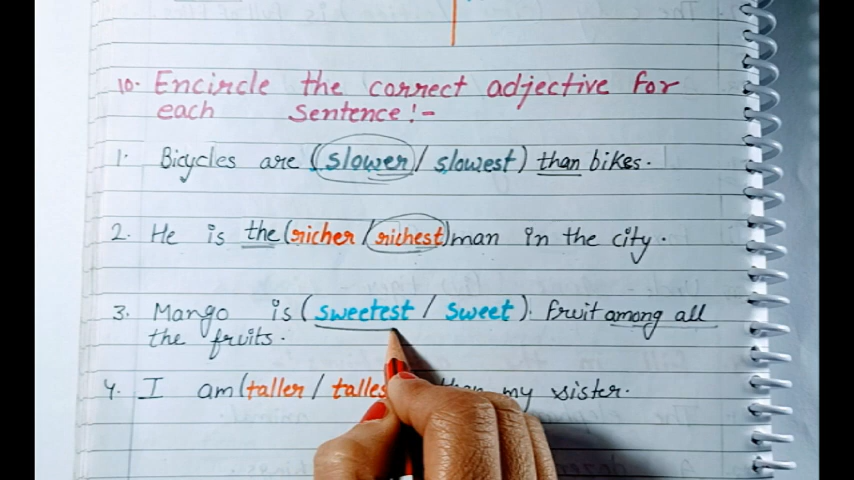 10. Encircle the correct adjective for
each sentence :-
1. Bicycles are (slower / slowest) than bikes.
2. He is the (richer / richest) man in the city.
3. Mango is (sweetest / sweet). fruit among all
the fruits.
4. I am (taller / my sister.